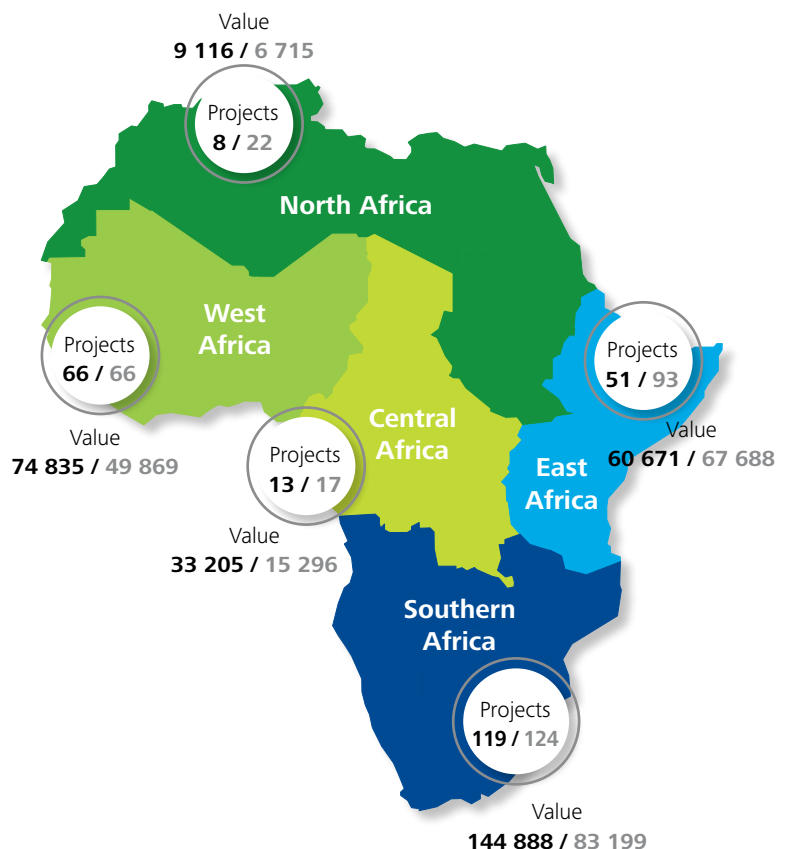 Value
9 116 / 6 715
Projects
8 / 22
North Africa
West
Africa
Projects
66 / 66
Value
74 835 / 49 869
Projects
51 / 93
Value
60 671 / 67 688
Central
Africa
Projects
13 / 17
Value
33 205 / 15 296
East
Africa
Southern
Africa
Projects
119 / 124
Value
144 888 / 83 199